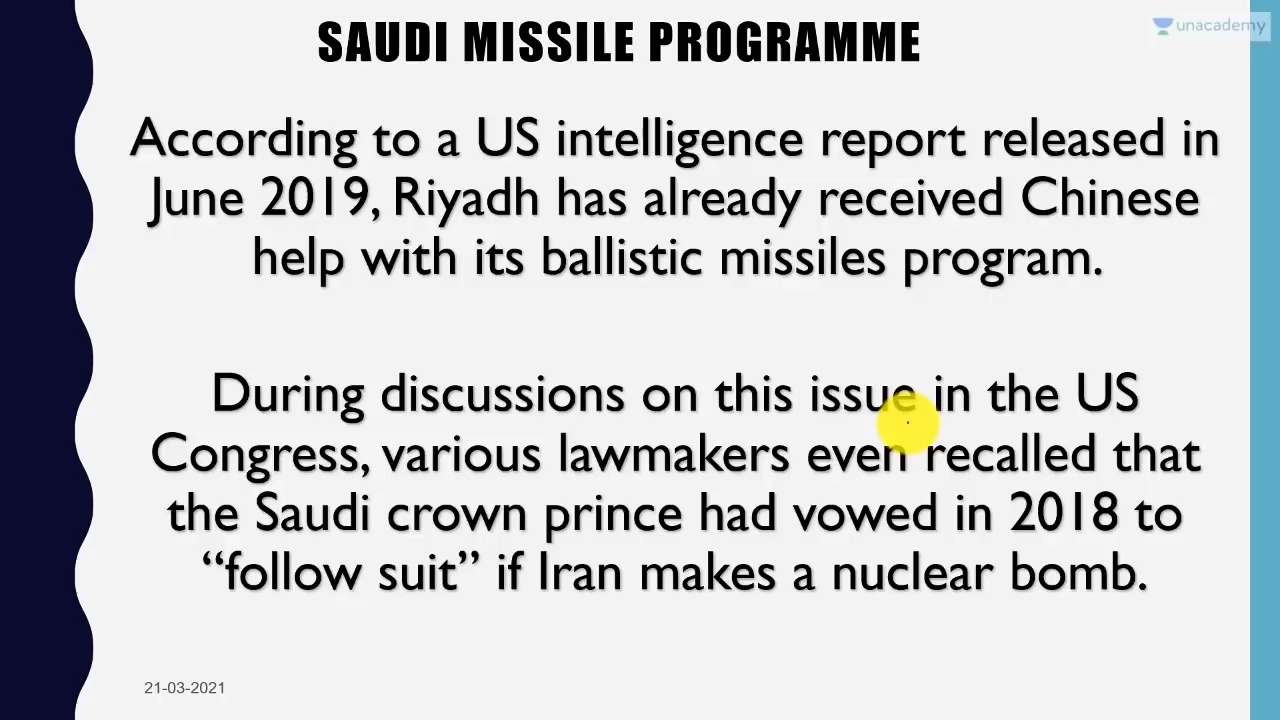 SAUDI MISSILE PROGRAMME
unacademy
According to a US intelligence report released in
June 2019, Riyadh has already received Chinese
help with its ballistic missiles program.
During discussions on this issue in the US
Congress, various lawmakers even recalled that
the Saudi crown prince had vowed in 2018 to
“follow suit” if Iran makes a nuclear bomb.
21-03-2021